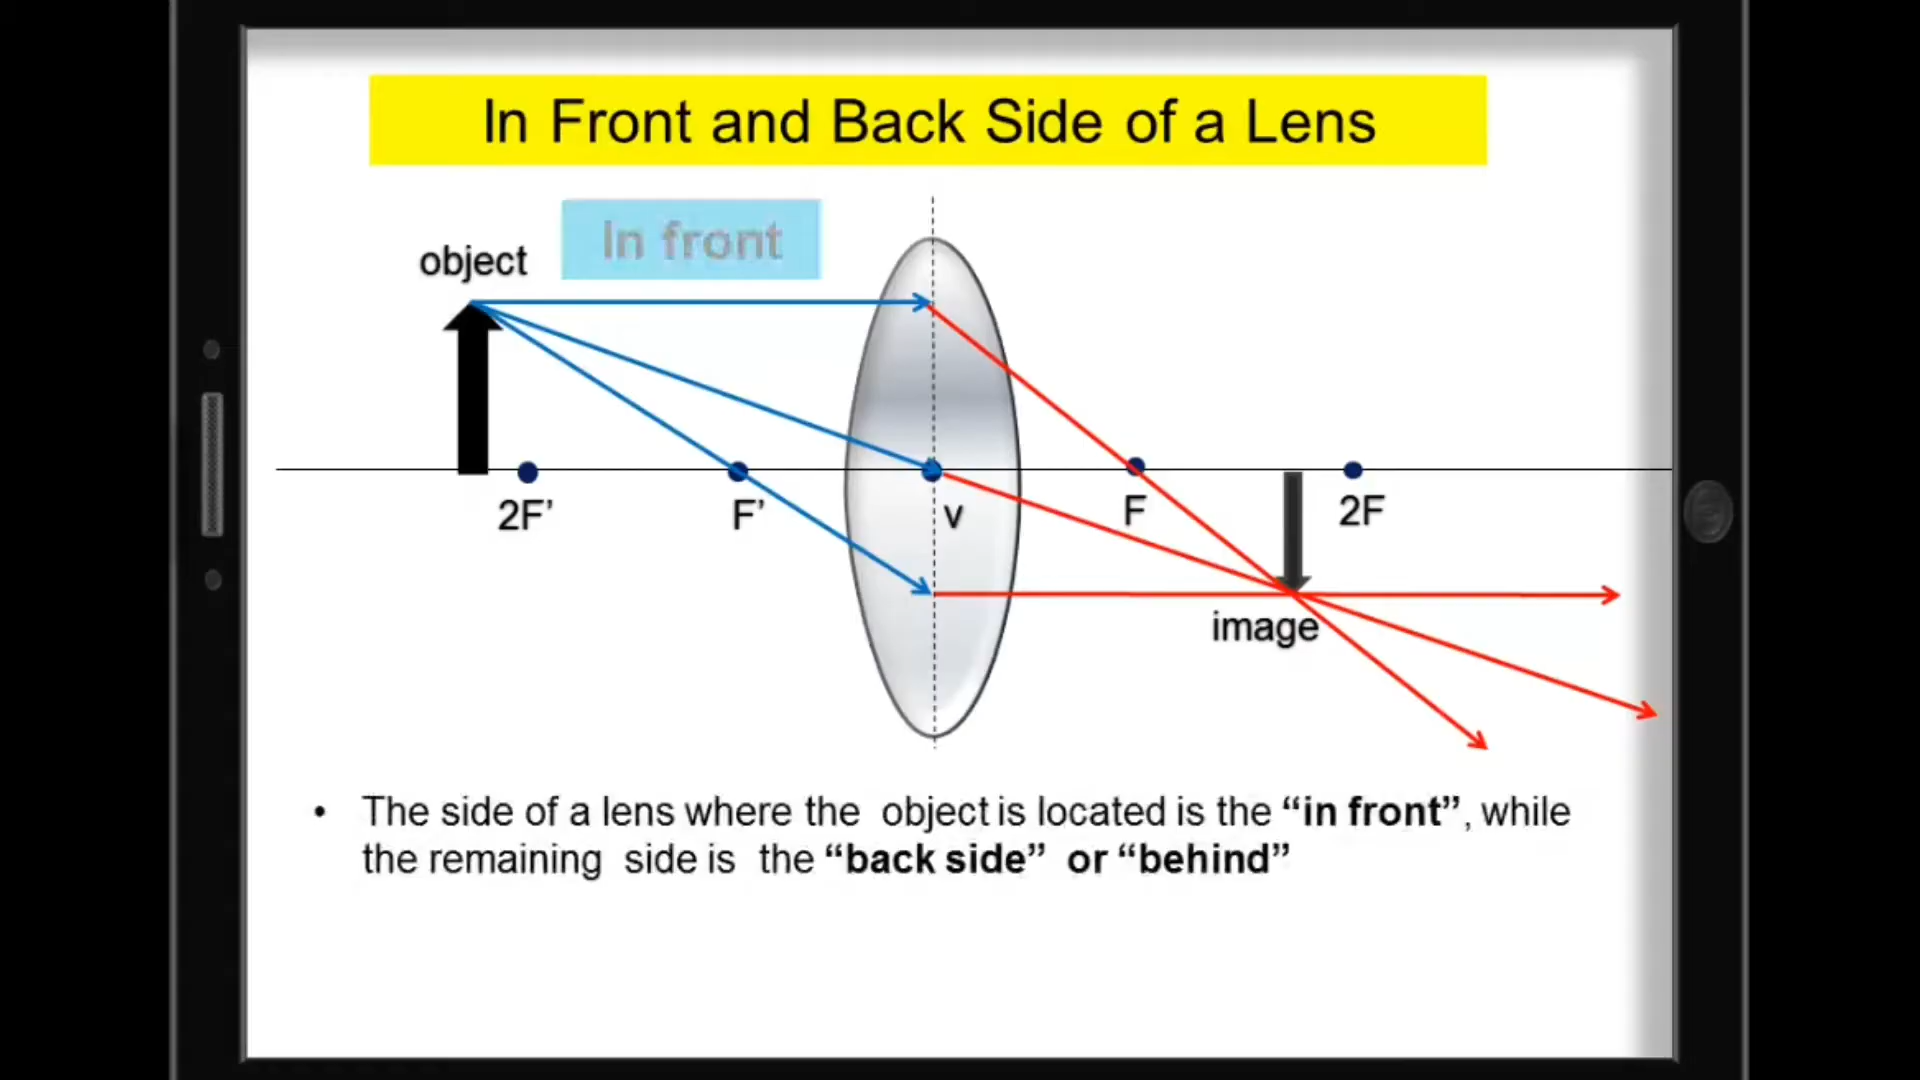 In Front and Back Side of a Lens
In front
object
2F’
F’
v
F
2F
image
• The side of a lens where the object is located is the “in front”, while
the remaining side is the “back side” or “behind”